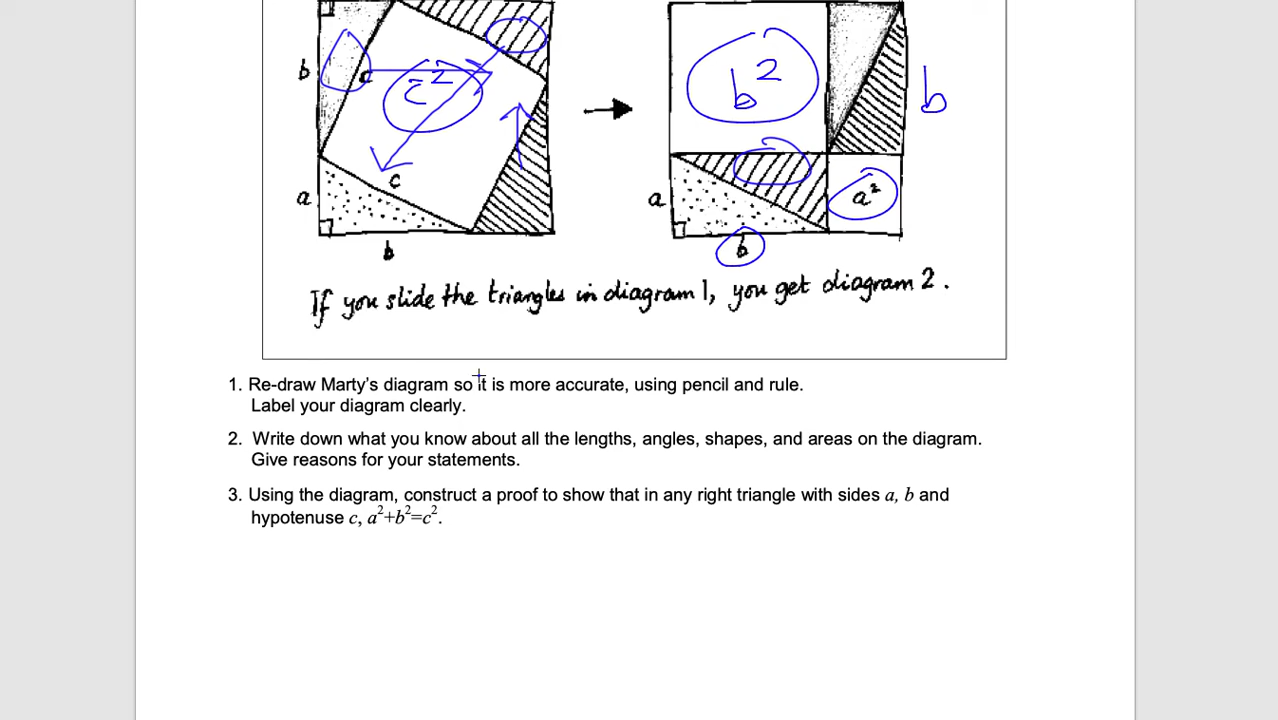 b c c² b² b
a c a a²
b b
If you slide the triangles in diagram 1, you get diagram 2.
1. Re-draw Marty's diagram so it is more accurate, using pencil and rule.
Label your diagram clearly.
2. Write down what you know about all the lengths, angles, shapes, and areas on the diagram.
Give reasons for your statements.
3. Using the diagram, construct a proof to show that in any right triangle with sides a, b and
hypotenuse c, a²+b²=c².